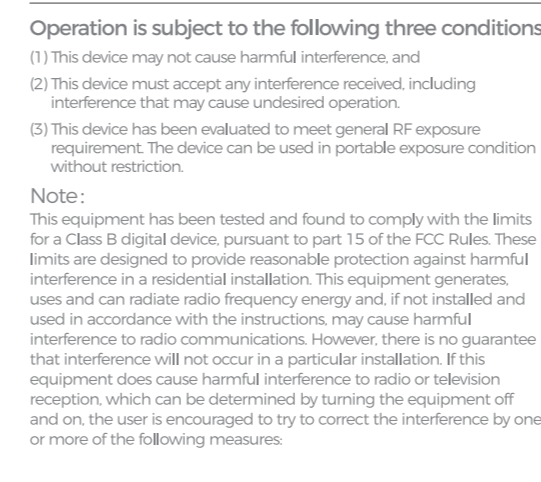 Operation is subject to the following three conditions
(1) This device may not cause harmful interference, and
(2) This device must accept any interference received, including
interference that may cause undesired operation.
(3) This device has been evaluated to meet general RF exposure
requirement. The device can be used in portable exposure condition
without restriction.
Note:
This equipment has been tested and found to comply with the limits
for a Class B digital device, pursuant to part 15 of the FCC Rules. These
limits are designed to provide reasonable protection against harmful
interference in a residential installation. This equipment generates,
uses and can radiate radio frequency energy and, if not installed and
used in accordance with the instructions, may cause harmful
interference to radio communications. However, there is no guarantee
that interference will not occur in a particular installation. If this
equipment does cause harmful interference to radio or television
reception, which can be determined by turning the equipment off
and on, the user is encouraged to try to correct the interference by one
or more of the following measures: